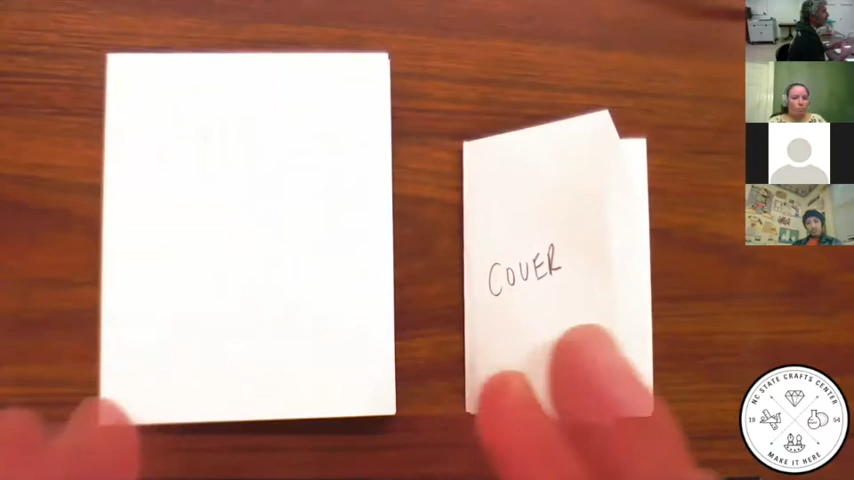 COVER
NC STATE CRAFTS CENTER
19 64
MAKE IT HERE